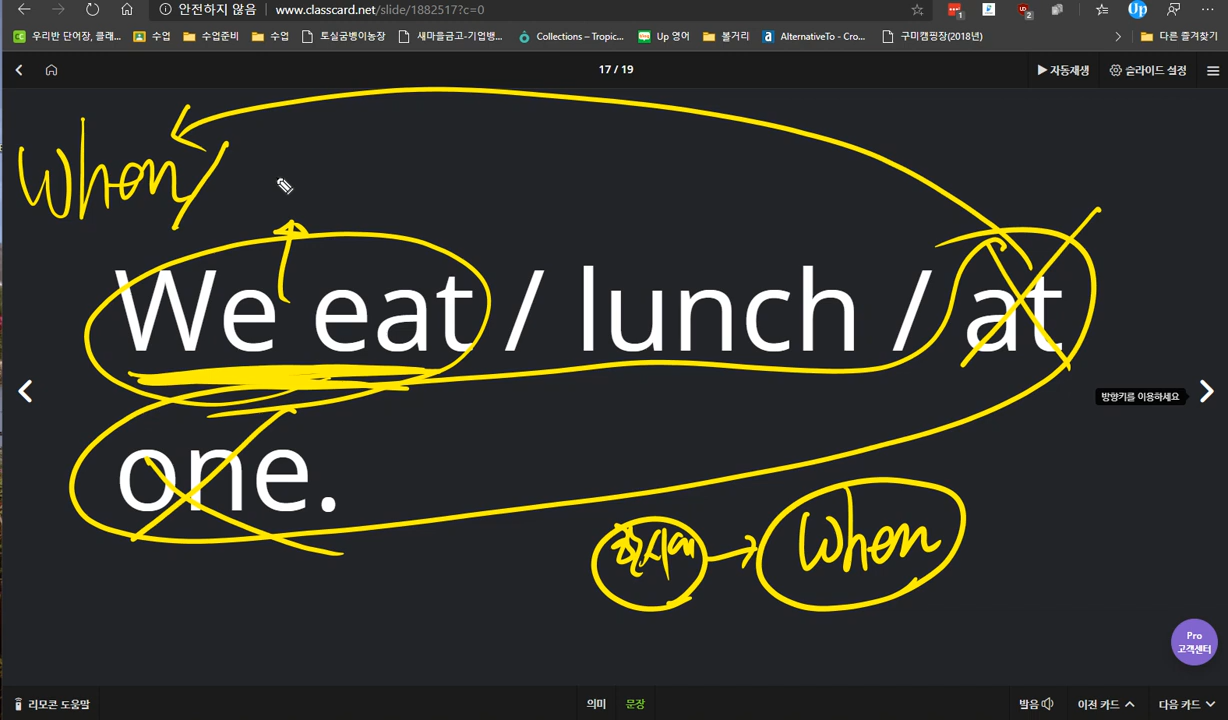 안전하지 않음 www.classcard.net/slide/1882517?c=0
우리반 단어장, 클래... 수업 수업준비 수업 토실굼벵이농장 새마을금고-기업뱅... Collections – Tropic... Up 영어 볼거리 AlternativeTo - Cro... 구미캠핑장(2018년) 다른 즐겨찾기
17 / 19 자동재생 슬라이드 설정
When
We eat / lunch / at
방향키를 이용하세요
one.
한시에 When
Pro
고객센터
리모콘 도움말 의미 문장 발음 이전 카드 다음 카드